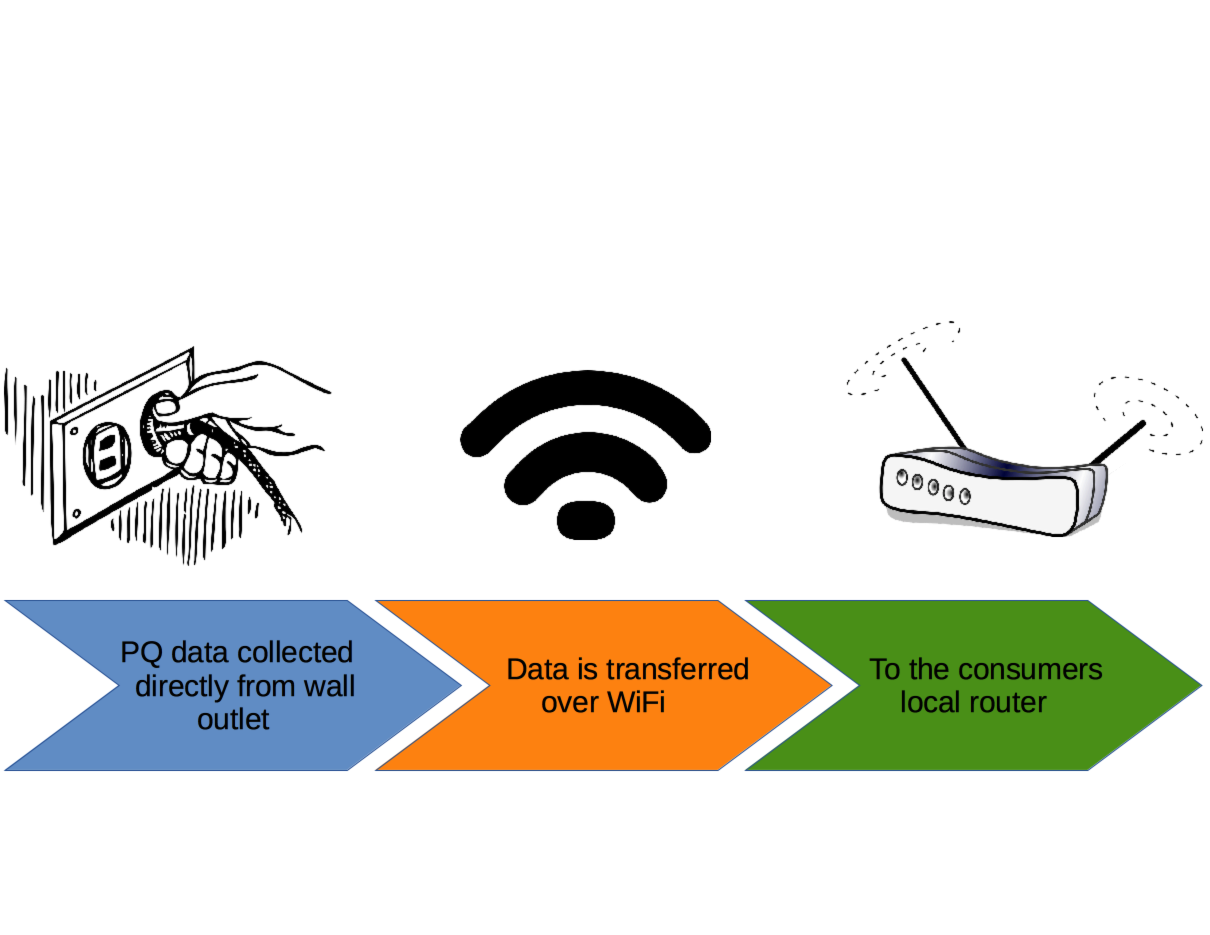 PQ data collected
directly from wall
outlet
Data is transferred
over WiFi
To the consumers
local router